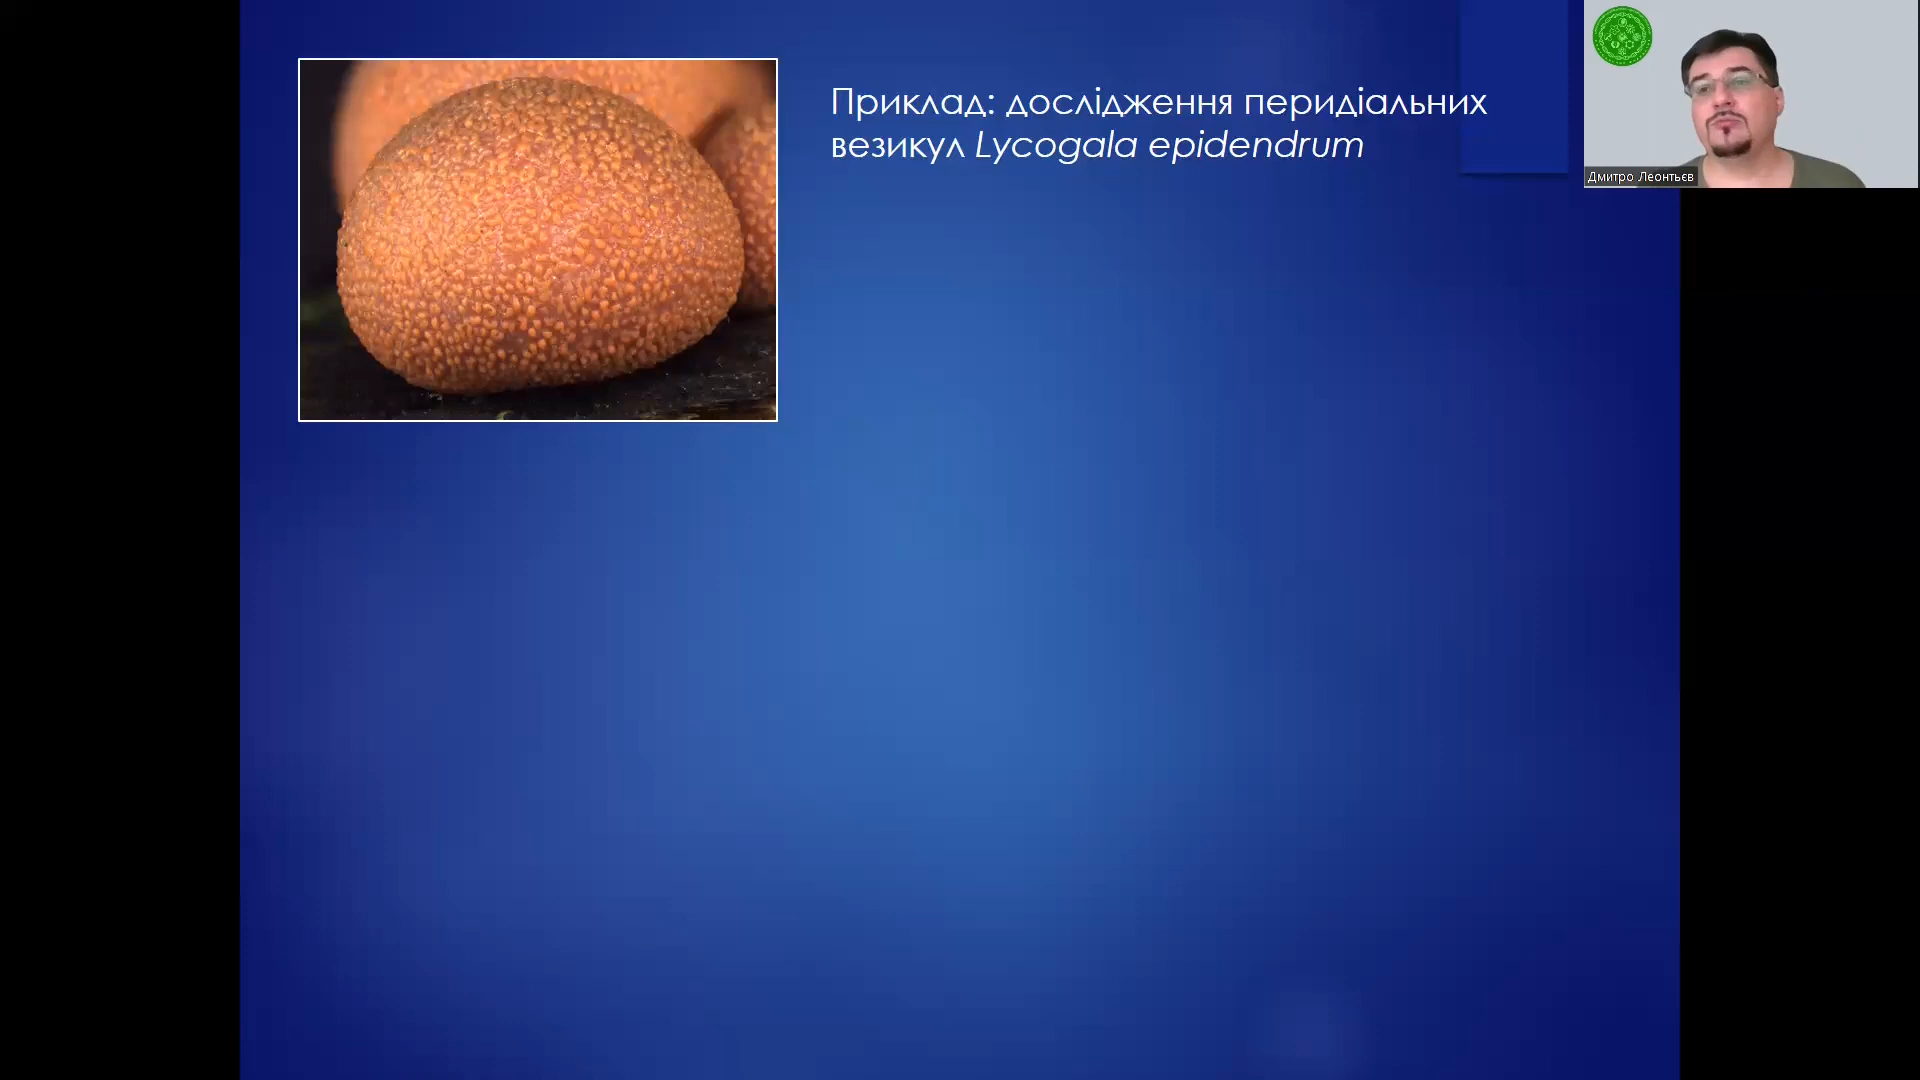 Приклад: дослідження перидіальних
везикул Lycogala epidendrum
Дмитро Леонтьєв